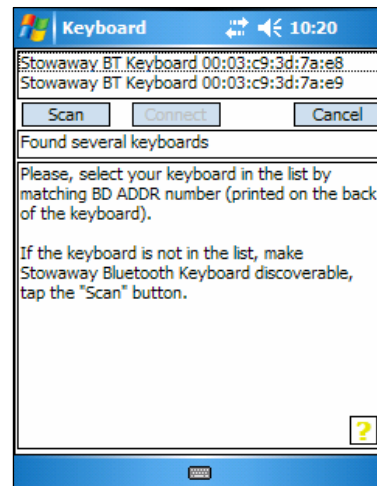 Keyboard 10:20
Stowaway BT Keyboard 00:03:c9:3d:7a:e8
Stowaway BT Keyboard 00:03:c9:3d:7a:e9
Scan Connect Cancel
Found several keyboards
Please, select your keyboard in the list by
matching BD ADDR number (printed on the back
of the keyboard).
If the keyboard is not in the list, make
Stowaway Bluetooth Keyboard discoverable,
tap the "Scan" button.
?